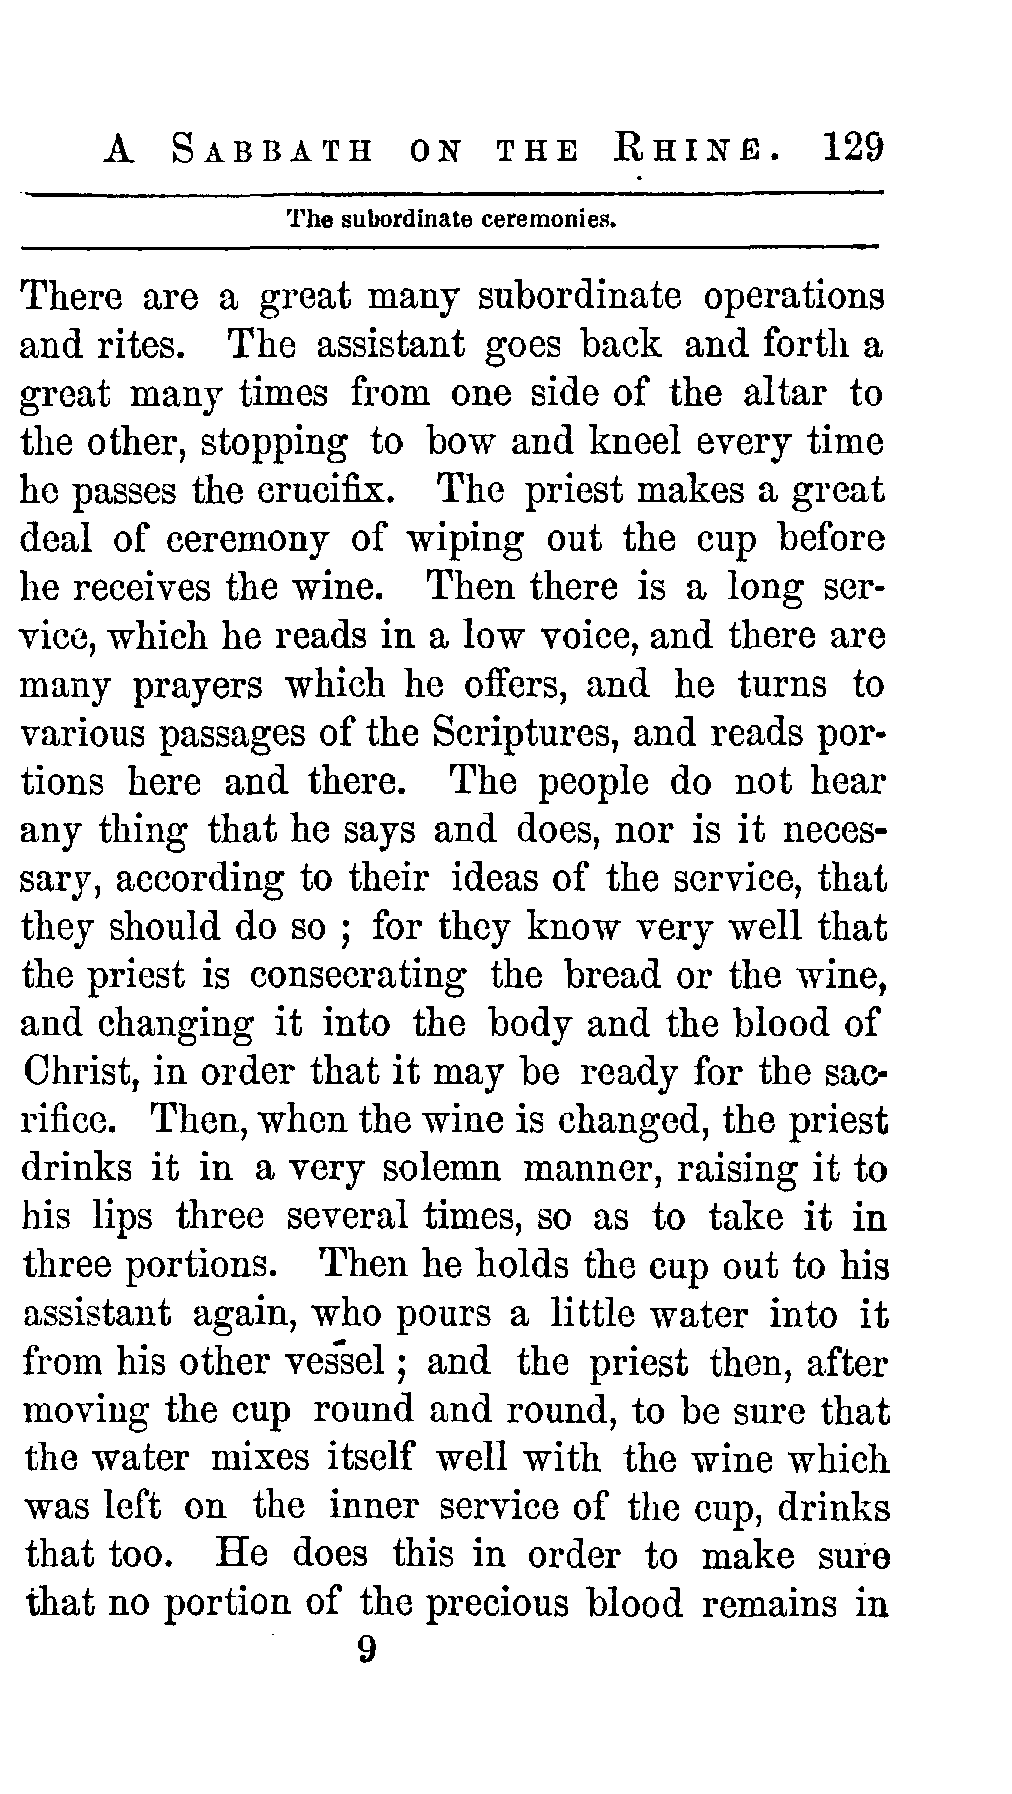 A SABBATH ON THE RHINE. 129
The subordinate ceremonies.
There are a great many subordinate operations
and rites. The assistant goes back and forth a
great many times from one side of the altar to
the other, stopping to bow and kneel every time
he passes the crucifix. The priest makes a great
deal of ceremony of wiping out the cup before
he receives the wine. Then there is a long ser-
vice, which he reads in a low voice, and there are
many prayers which he offers, and he turns to
various passages of the Scriptures, and reads por-
tions here and there. The people do not hear
any thing that he says and does, nor is it neces-
sary, according to their ideas of the service, that
they should do so ; for they know very well that
the priest is consecrating the bread or the wine,
and changing it into the body and the blood of
Christ, in order that it may be ready for the sac-
rifice. Then, when the wine is changed, the priest
drinks it in a very solemn manner, raising it to
his lips three several times, so as to take it in
three portions. Then he holds the cup out to his
assistant again, who pours a little water into it
from his other vessel ; and the priest then, after
moving the cup round and round, to be sure that
the water mixes itself well with the wine which
was left on the inner service of the cup, drinks
that too. He does this in order to make sure
that no portion of the precious blood remains in
9